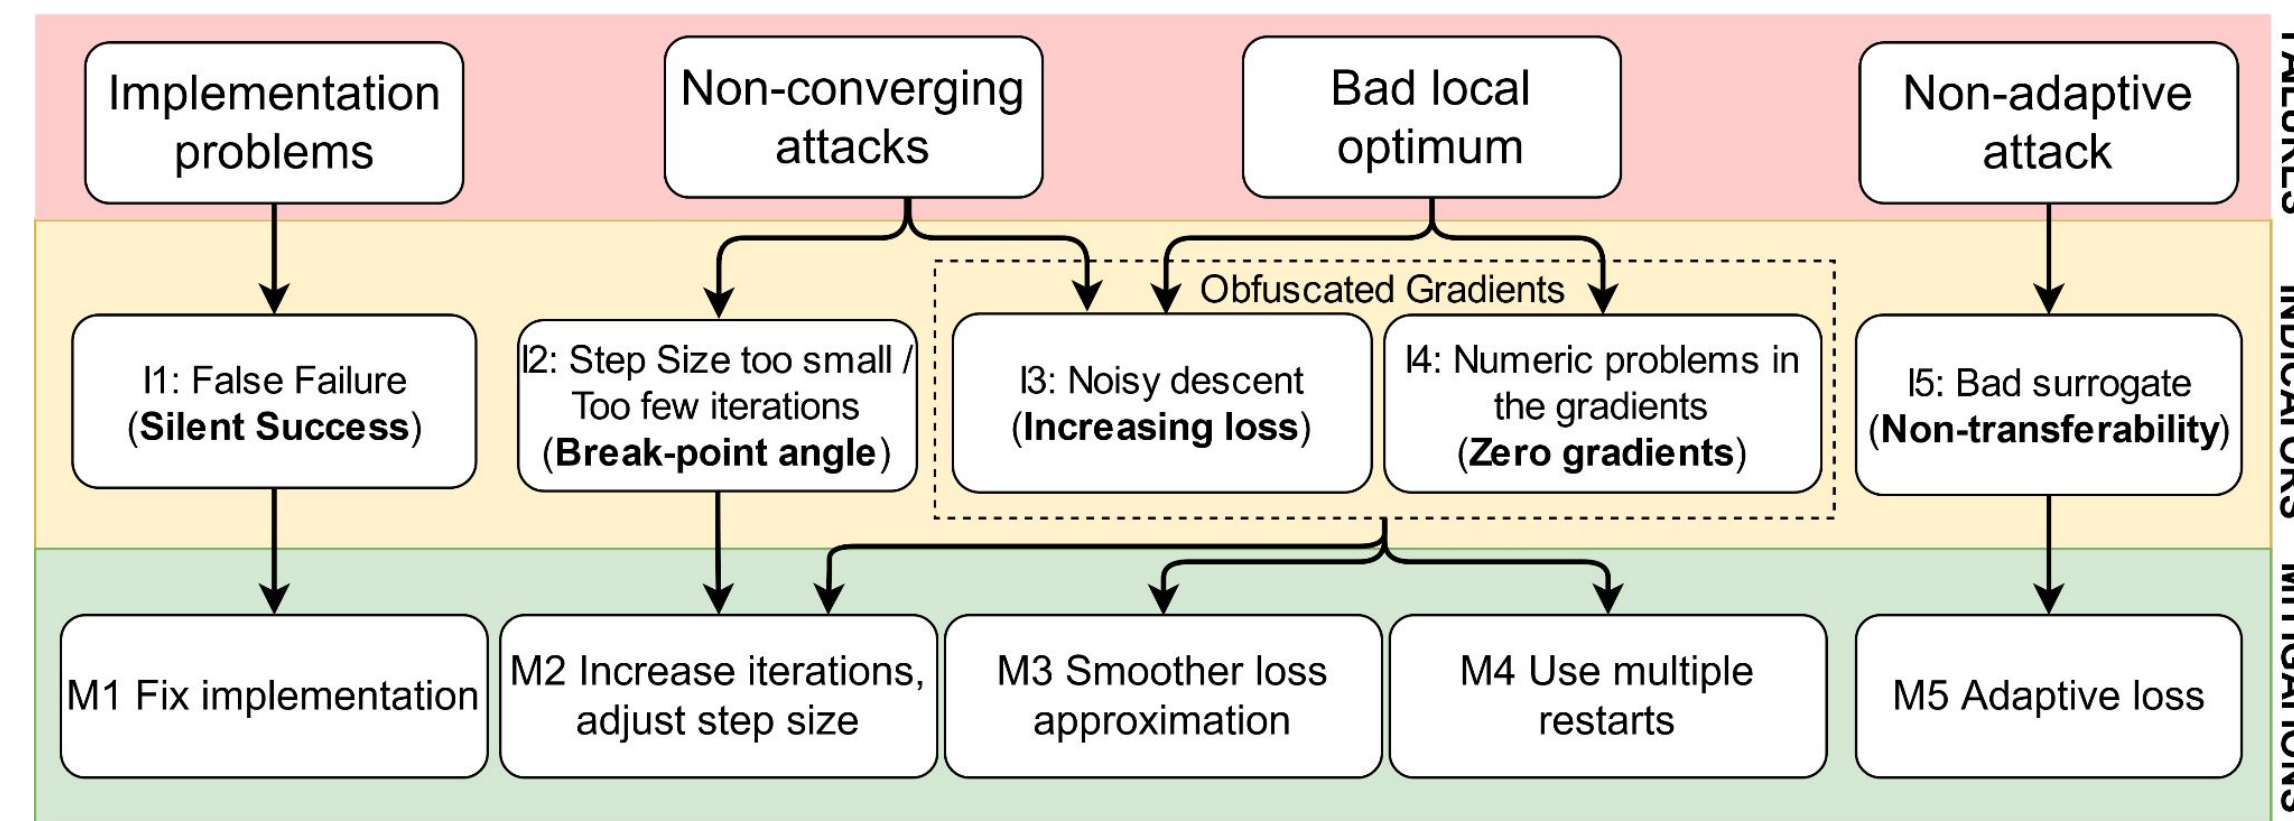 Implementation
problems
Non-converging
attacks
Bad local
optimum
Non-adaptive
attack
FAILURES
Obfuscated Gradients
I1: False Failure
(Silent Success)
I2: Step Size too small /
Too few iterations
(Break-point angle)
I3: Noisy descent
(Increasing loss)
I4: Numeric problems in
the gradients
(Zero gradients)
I5: Bad surrogate
(Non-transferability)
INDICATORS
M1 Fix implementation
M2 Increase iterations,
adjust step size
M3 Smoother loss
approximation
M4 Use multiple
restarts
M5 Adaptive loss
MITIGATIONS